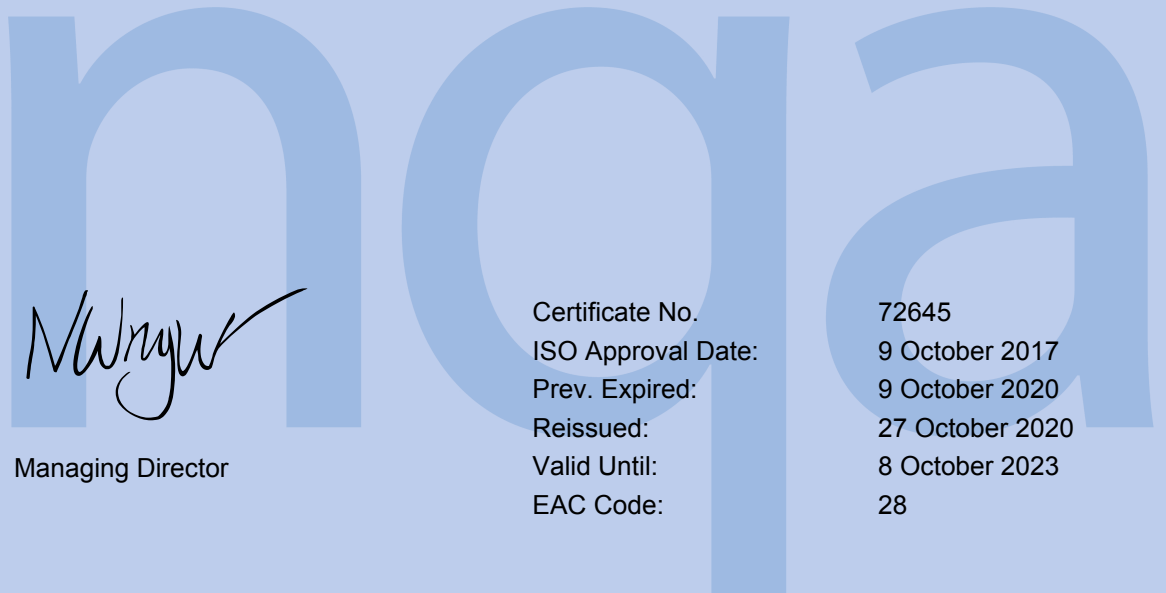 nqa
Certificate No. 72645
ISO Approval Date: 9 October 2017
Prev. Expired: 9 October 2020
Reissued: 27 October 2020
Managing Director
Valid Until: 8 October 2023
EAC Code: 28